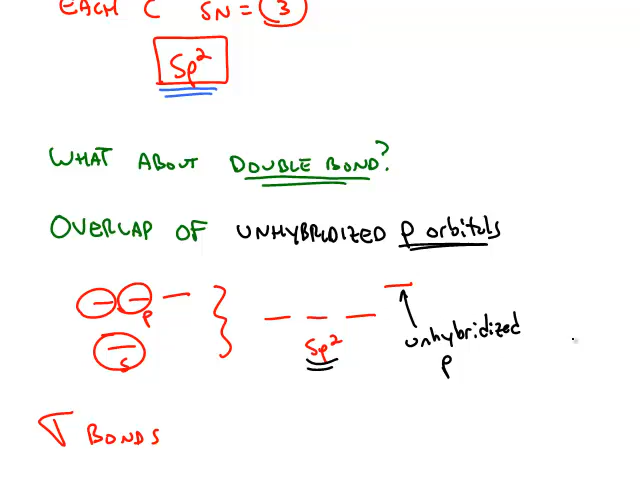 EACH C SN = 3
Sp²
WHAT ABOUT DOUBLE BOND?
OVERLAP OF UNHYBRIDIZED p orbitals
p
s
Sp²
unhybridized
p
BONDS